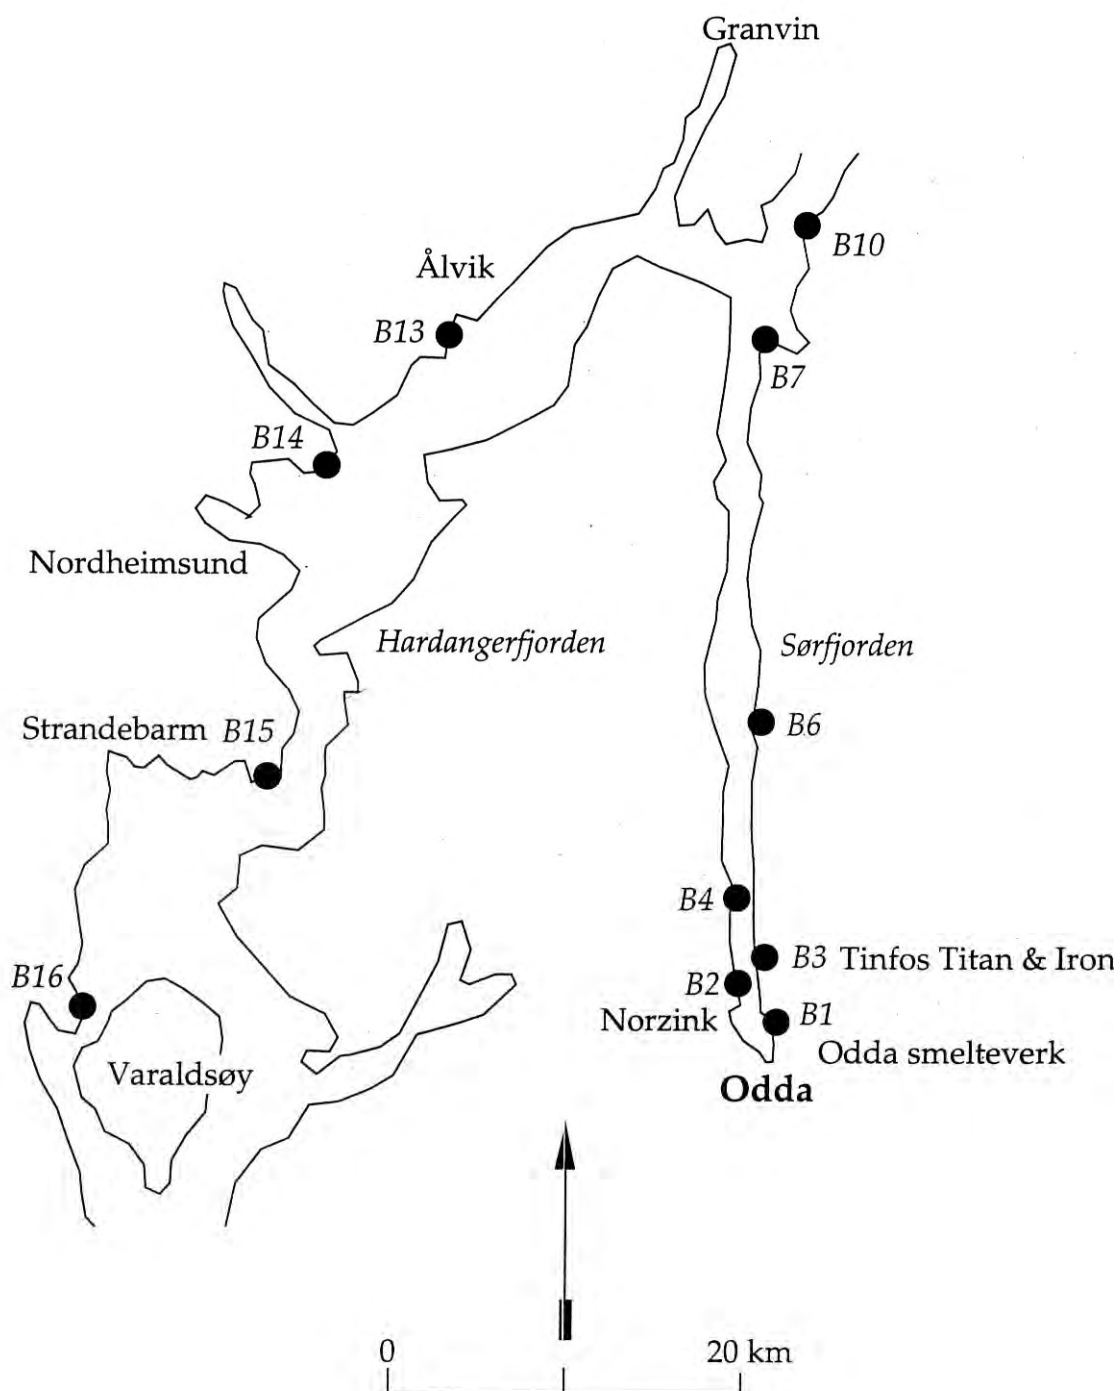 Granvin
B10
Ålvik
B13
B7
B14
Nordheimsund
Hardangerfjorden
Sørfjorden
Strandebarm B15
B6
B4
B16
B3 Tinfos Titan & Iron
B2
Norzink
B1
Odda smelteverk
Varaldsøy
Odda
0
20 km